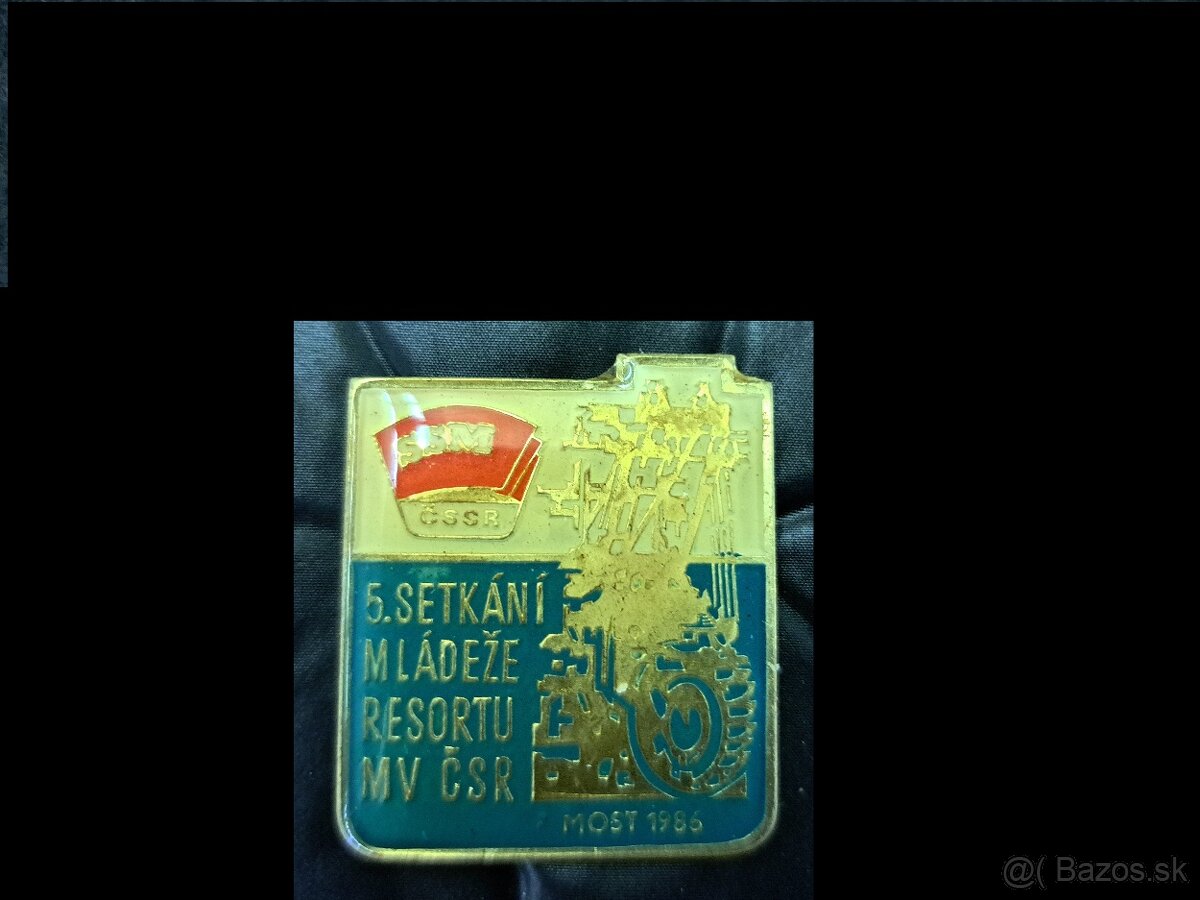 SSM
ČSSR
5.SETKÁNÍ
MLÁDEŽE
RESORTU
MV ČSR
MOST 1986
@( Bazos.sk